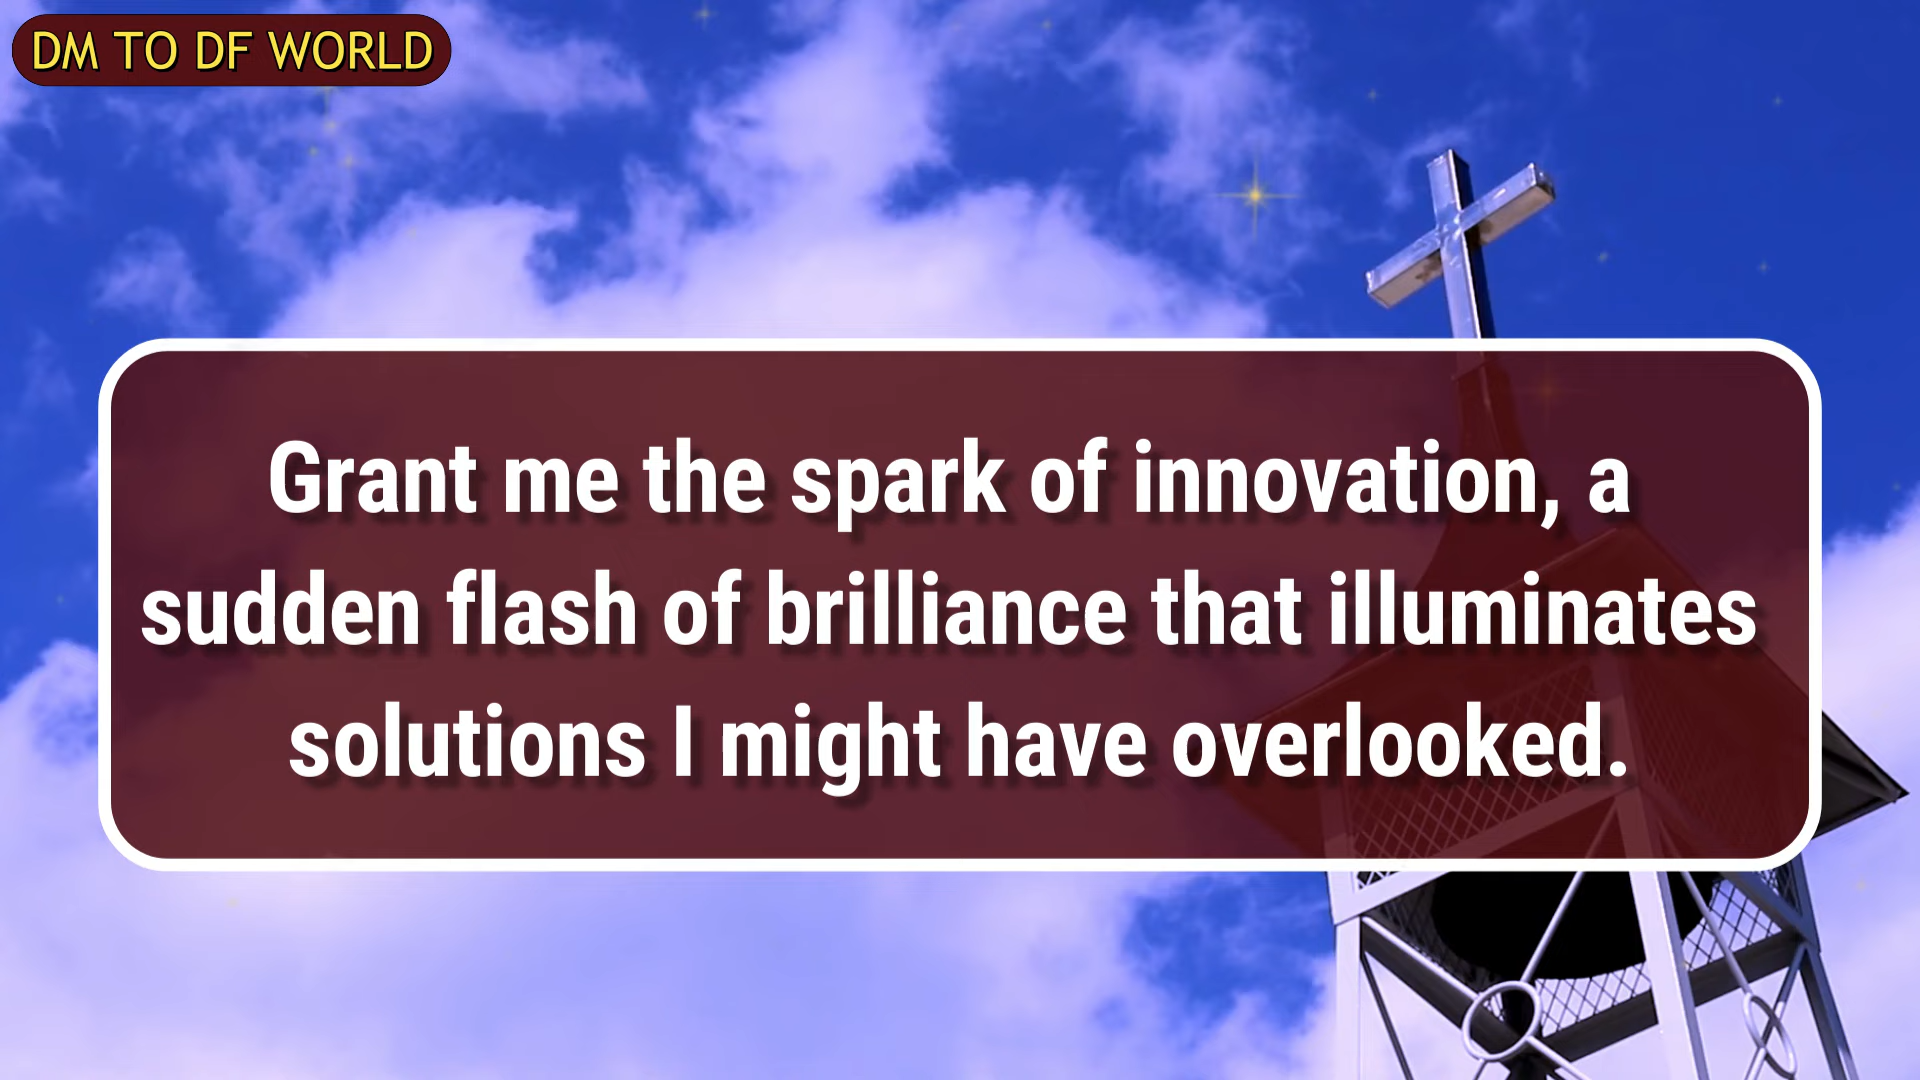 DM TO DF WORLD
Grant me the spark of innovation, a
sudden flash of brilliance that illuminates
solutions I might have overlooked.